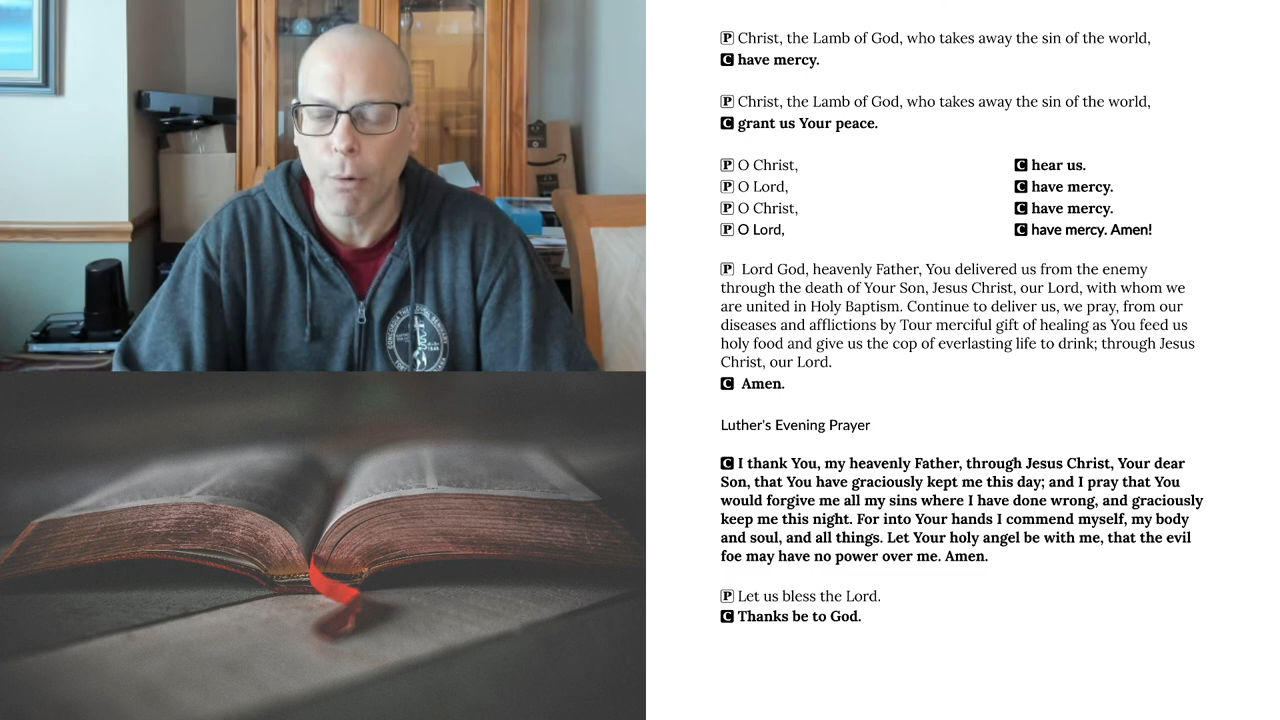 P Christ, the Lamb of God, who takes away the sin of the world,
C have mercy.
P Christ, the Lamb of God, who takes away the sin of the world,
C grant us Your peace.
P O Christ, C hear us.
P O Lord, C have mercy.
P O Christ, C have mercy.
P O Lord, C have mercy. Amen!
P Lord God, heavenly Father, You delivered us from the enemy
through the death of Your Son, Jesus Christ, our Lord, with whom we
are united in Holy Baptism. Continue to deliver us, we pray, from our
diseases and afflictions by Tour merciful gift of healing as You feed us
holy food and give us the cop of everlasting life to drink; through Jesus
Christ, our Lord.
C Amen.
Luther's Evening Prayer
C I thank You, my heavenly Father, through Jesus Christ, Your dear
Son, that You have graciously kept me this day; and I pray that You
would forgive me all my sins where I have done wrong, and graciously
keep me this night. For into Your hands I commend myself, my body
and soul, and all things. Let Your holy angel be with me, that the evil
foe may have no power over me. Amen.
P Let us bless the Lord.
C Thanks be to God.